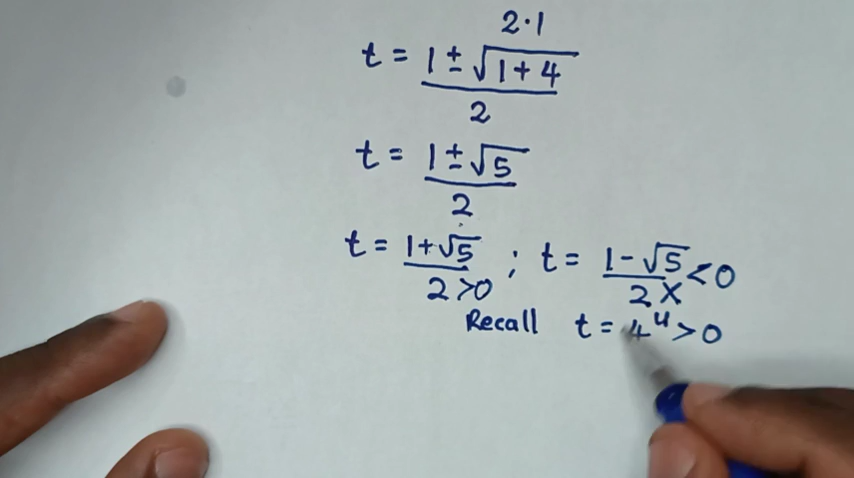 2·1
t = 1 ± √1+4
2
t = 1 ± √5
2
t = 1+√5 ; t = 1-√5 < 0
2 > 0 2 x
Recall t = 4^u > 0